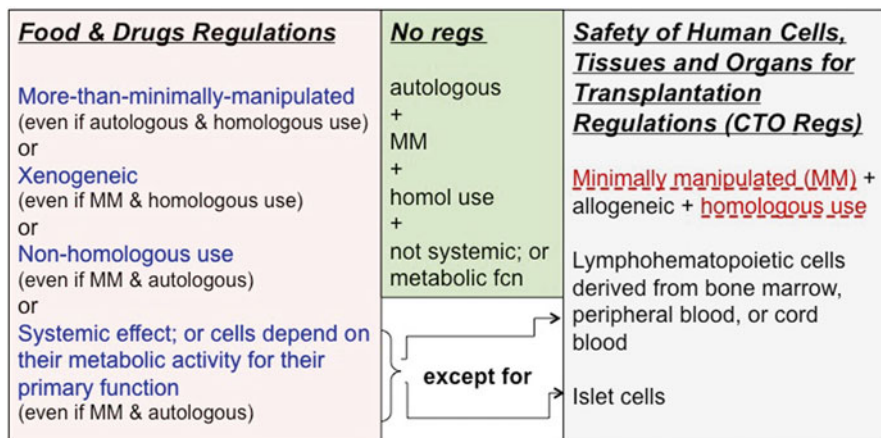 Food & Drugs Regulations
More-than-minimally-manipulated
(even if autologous & homologous use)
or
Xenogeneic
(even if MM & homologous use)
or
Non-homologous use
(even if MM & autologous)
or
Systemic effect; or cells depend on
their metabolic activity for their
primary function
(even if MM & autologous)
No regs
autologous
+
MM
+
homol use
+
not systemic; or
metabolic fcn
except for
Safety of Human Cells,
Tissues and Organs for
Transplantation
Regulations (CTO Regs)
Minimally manipulated (MM) +
allogeneic + homologous use
Lymphohematopoietic cells
derived from bone marrow,
peripheral blood, or cord
blood
Islet cells